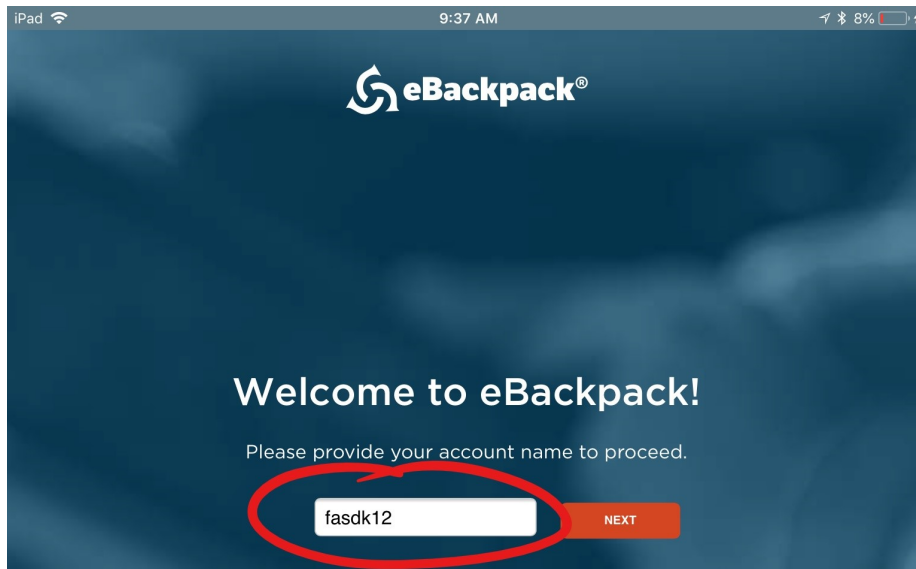 iPad 9:37 AM 8%
eBackpack®
Welcome to eBackpack!
Please provide your account name to proceed.
fasdk12 NEXT